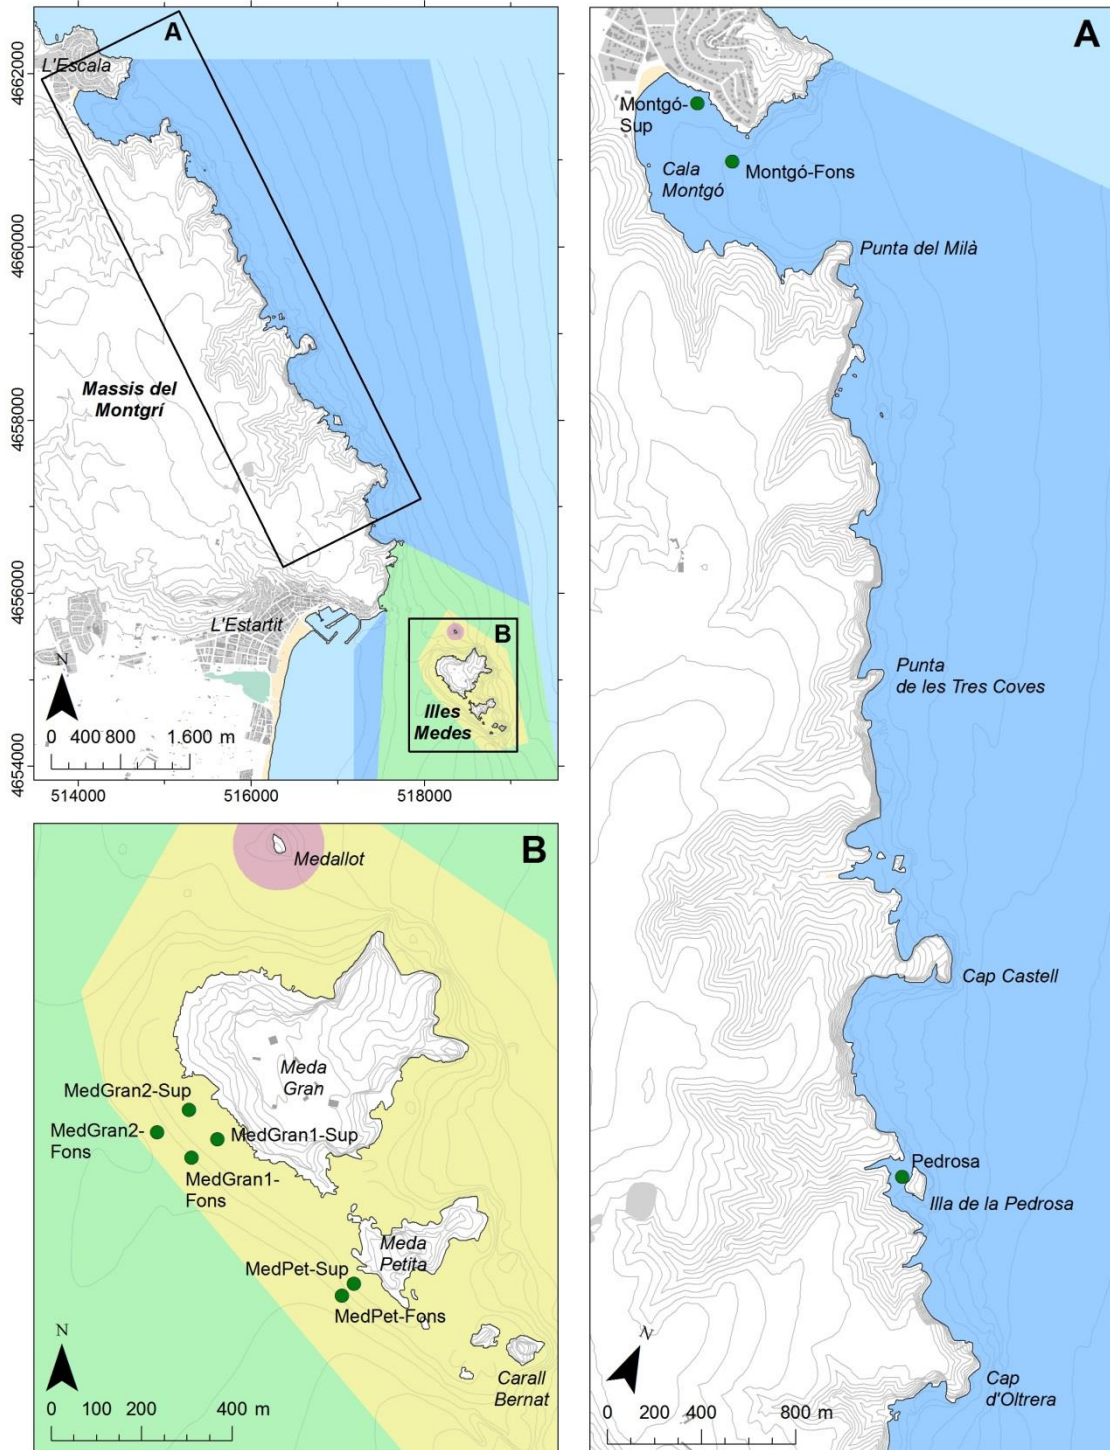 A
L'Escala
4662000
4660000
4658000
4656000
4654000
Massis del
Montgrí
L'Estartit
B
Illes
Medes
N
0 400 800 1.600 m
514000 516000 518000
B
Medallot
Meda
Gran
MedGran2-Sup
MedGran2-
Fons
MedGran1-Sup
MedGran1-
Fons
Meda
Petita
MedPet-Sup
MedPet-Fons
Carall
Bernat
N
0 100 200 400 m
A
Montgó-
Sup
Cala
Montgó
Montgó-Fons
Punta del Milà
Punta
de les Tres Coves
Cap Castell
Pedrosa
Illa de la Pedrosa
Cap
d'Oltrera
N
0 200 400 800 m